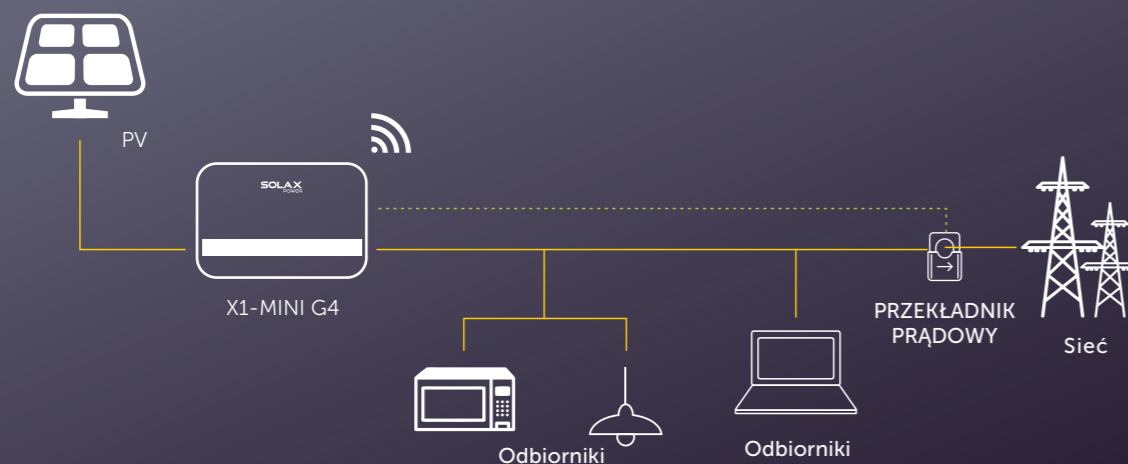 PV
SOLAX
POWER
X1-MINI G4
PRZEKŁADNIK
PRĄDOWY
Sieć
Odbiorniki
Odbiorniki